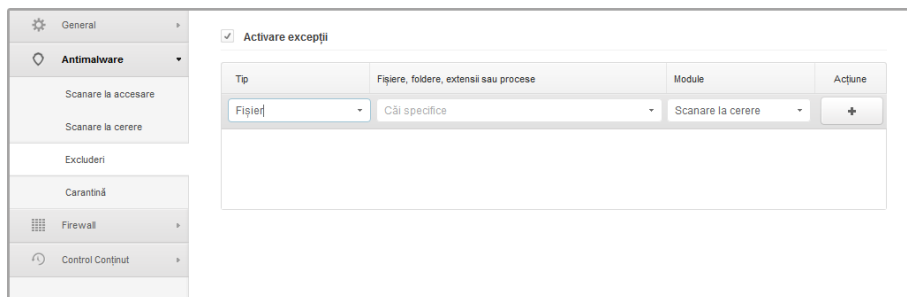 General
Antimalware
Scanare la accesare
Scanare la cerere
Excluderi
Carantină
Firewall
Control Conținut
Activare excepții
Tip Fișiere, foldere, extensii sau procese Module Acțiune
Fișier Căi specifice Scanare la cerere +